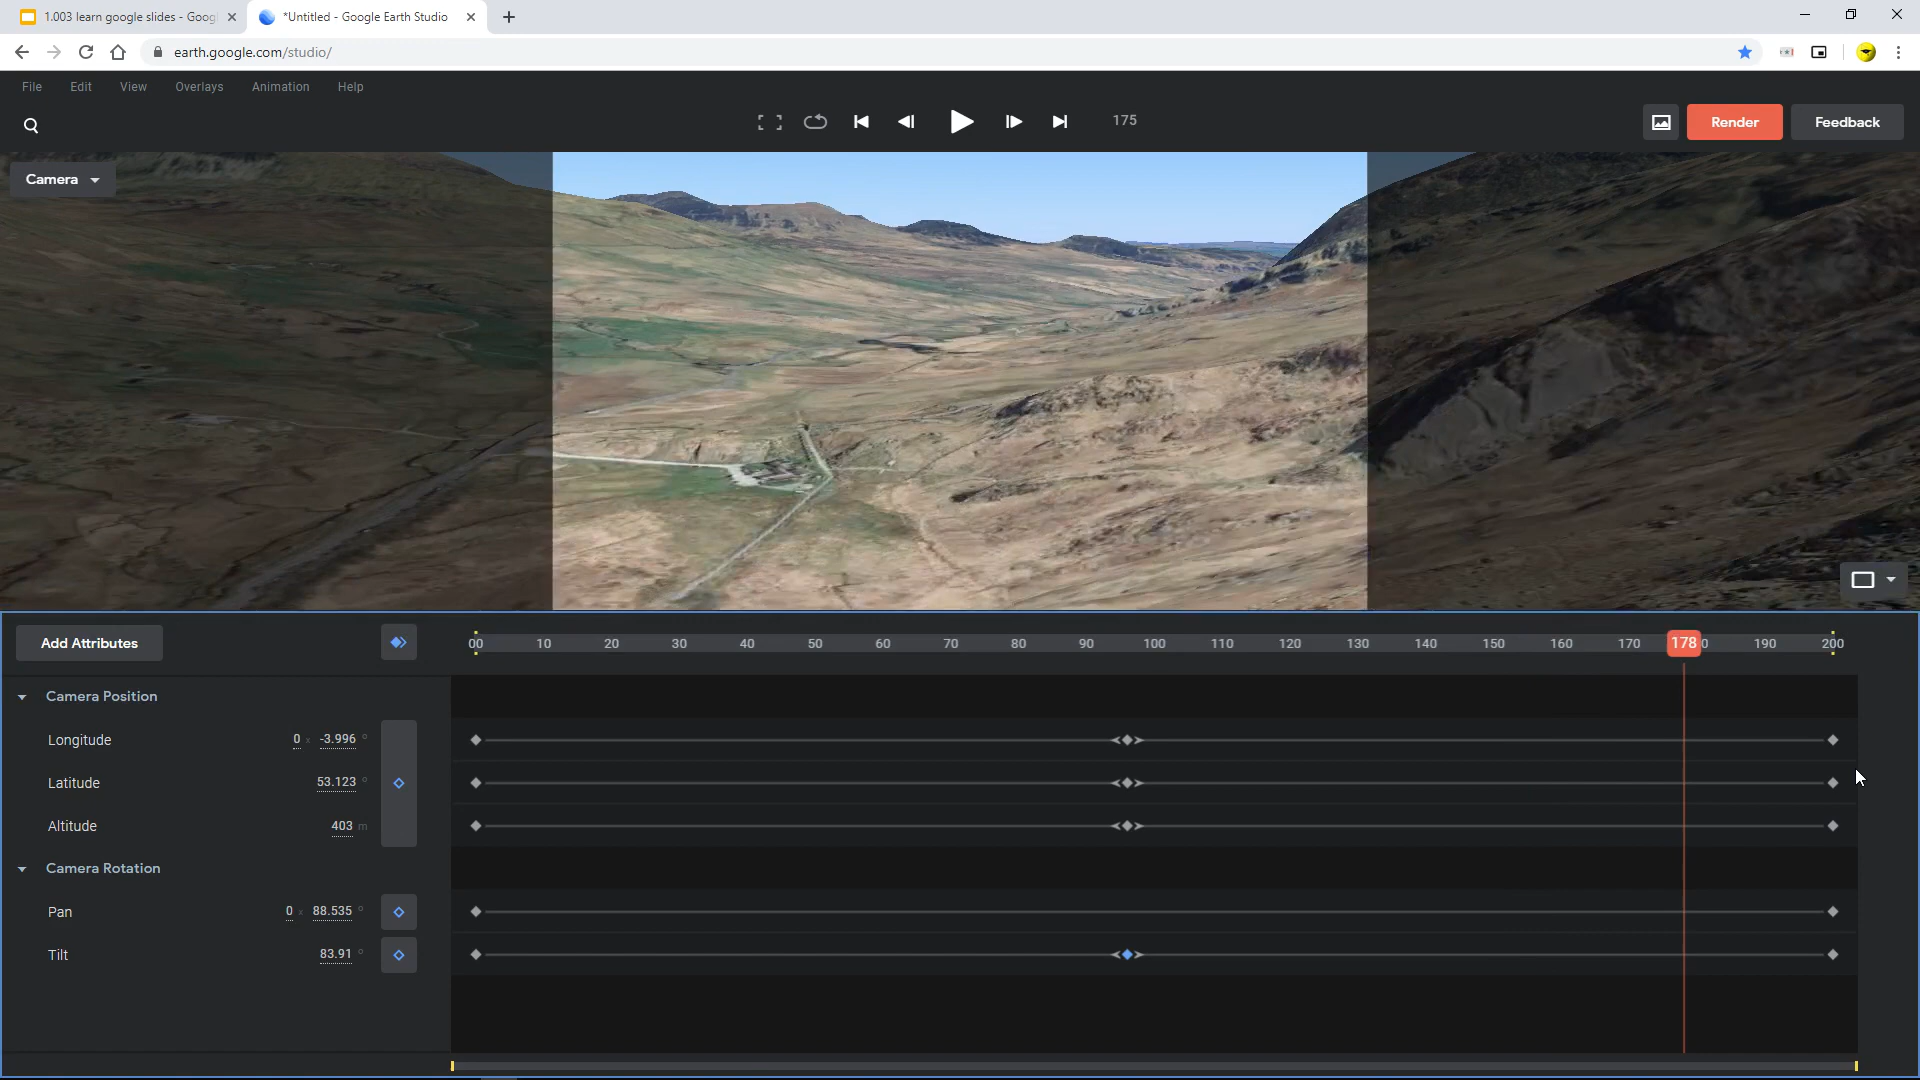 1.003 learn google slides - Goog
*Untitled - Google Earth Studio
earth.google.com/studio/
File Edit View Overlays Animation Help
175
Render
Feedback
Camera
Add Attributes
00 10 20 30 40 50 60 70 80 90 100 110 120 130 140 150 160 170 178 0 190 200
Camera Position
Longitude 0 x -3.996 °
Latitude 53.123 °
Altitude 403 m
Camera Rotation
Pan 0 x 88.535 °
Tilt 83.91 °